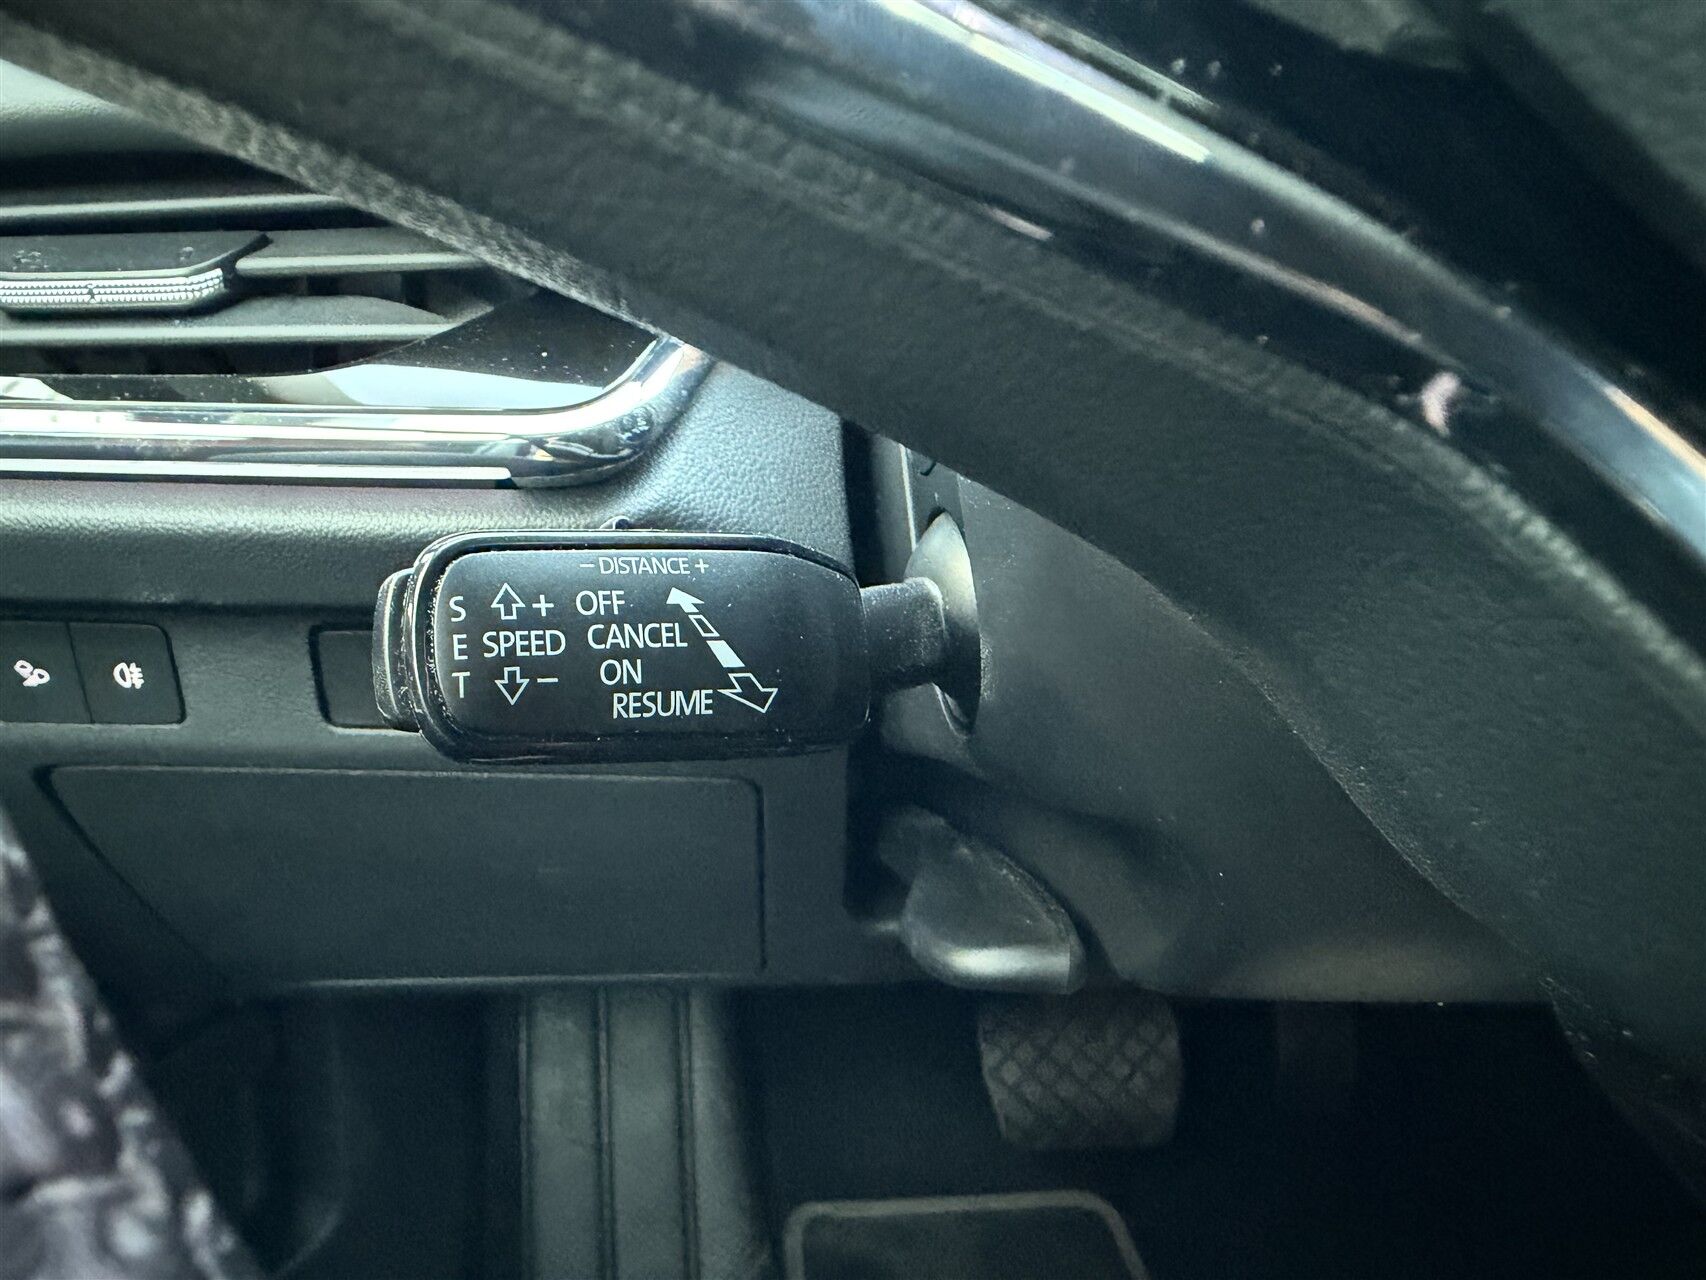 − DISTANCE +
S + OFF
E SPEED CANCEL
ON
T − RESUME